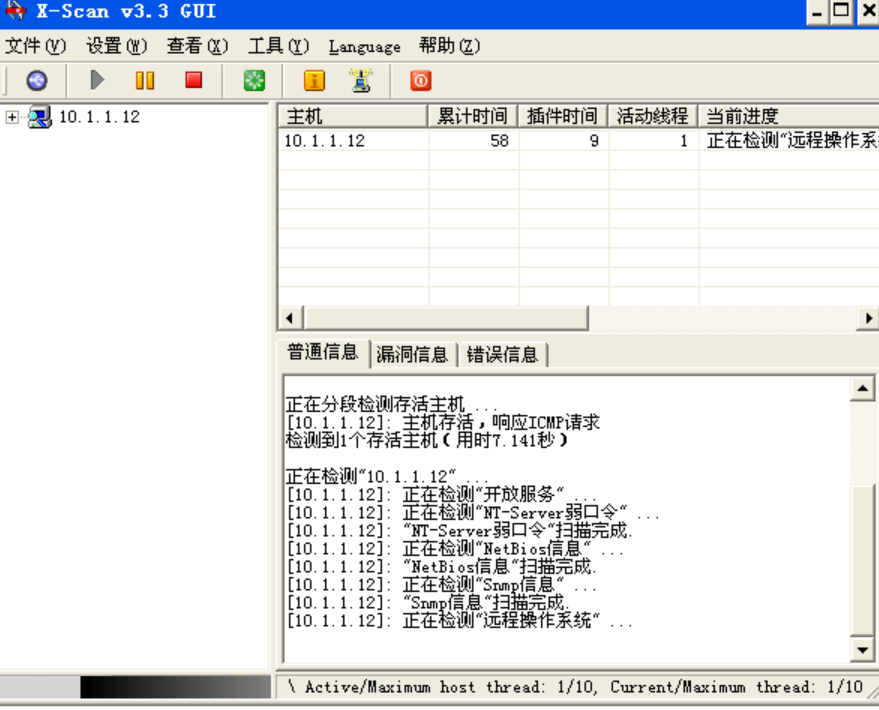 X-Scan v3.3 GUI
文件(V) 设置(W) 查看(X) 工具(Y) Language 帮助(Z)
10.1.1.12
主机 累计时间 插件时间 活动线程 当前进度
10.1.1.12 58 9 1 正在检测“远程操作系
普通信息 漏洞信息 错误信息
正在分段检测存活主机 ...
[10.1.1.12]: 主机存活，响应ICMP请求
检测到1个存活主机(用时7.141秒)
正在检测“10.1.1.12” ...
[10.1.1.12]: 正在检测“开放服务” ...
[10.1.1.12]: 正在检测“NT-Server弱口令” ...
[10.1.1.12]: “NT-Server弱口令”扫描完成.
[10.1.1.12]: 正在检测“NetBios信息” ...
[10.1.1.12]: “NetBios信息”扫描完成.
[10.1.1.12]: 正在检测“Snmp信息” ...
[10.1.1.12]: “Snmp信息”扫描完成.
[10.1.1.12]: 正在检测“远程操作系统” ...
\ Active/Maximum host thread: 1/10, Current/Maximum thread: 1/10